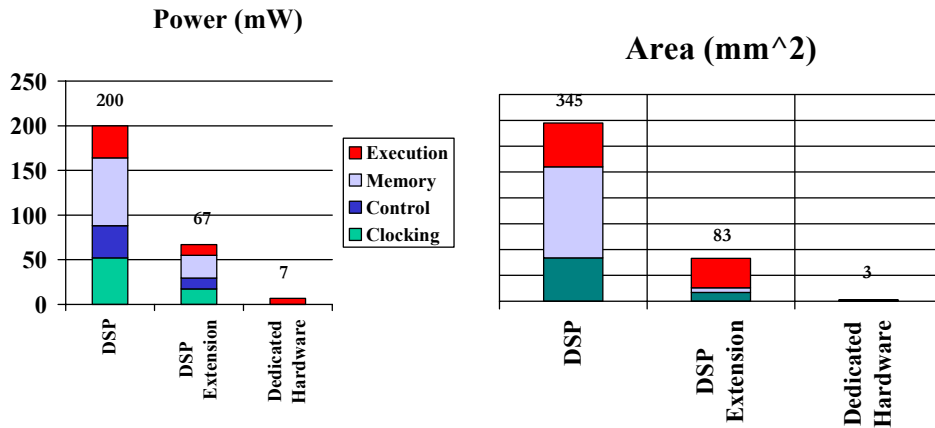 Power (mW)
250
200
150
100
50
0
200
67
7
DSP
DSP
Extension
Dedicated
Hardware
Execution
Memory
Control
Clocking
Area (mm^2)
345
83
3
DSP
DSP
Extension
Dedicated
Hardware